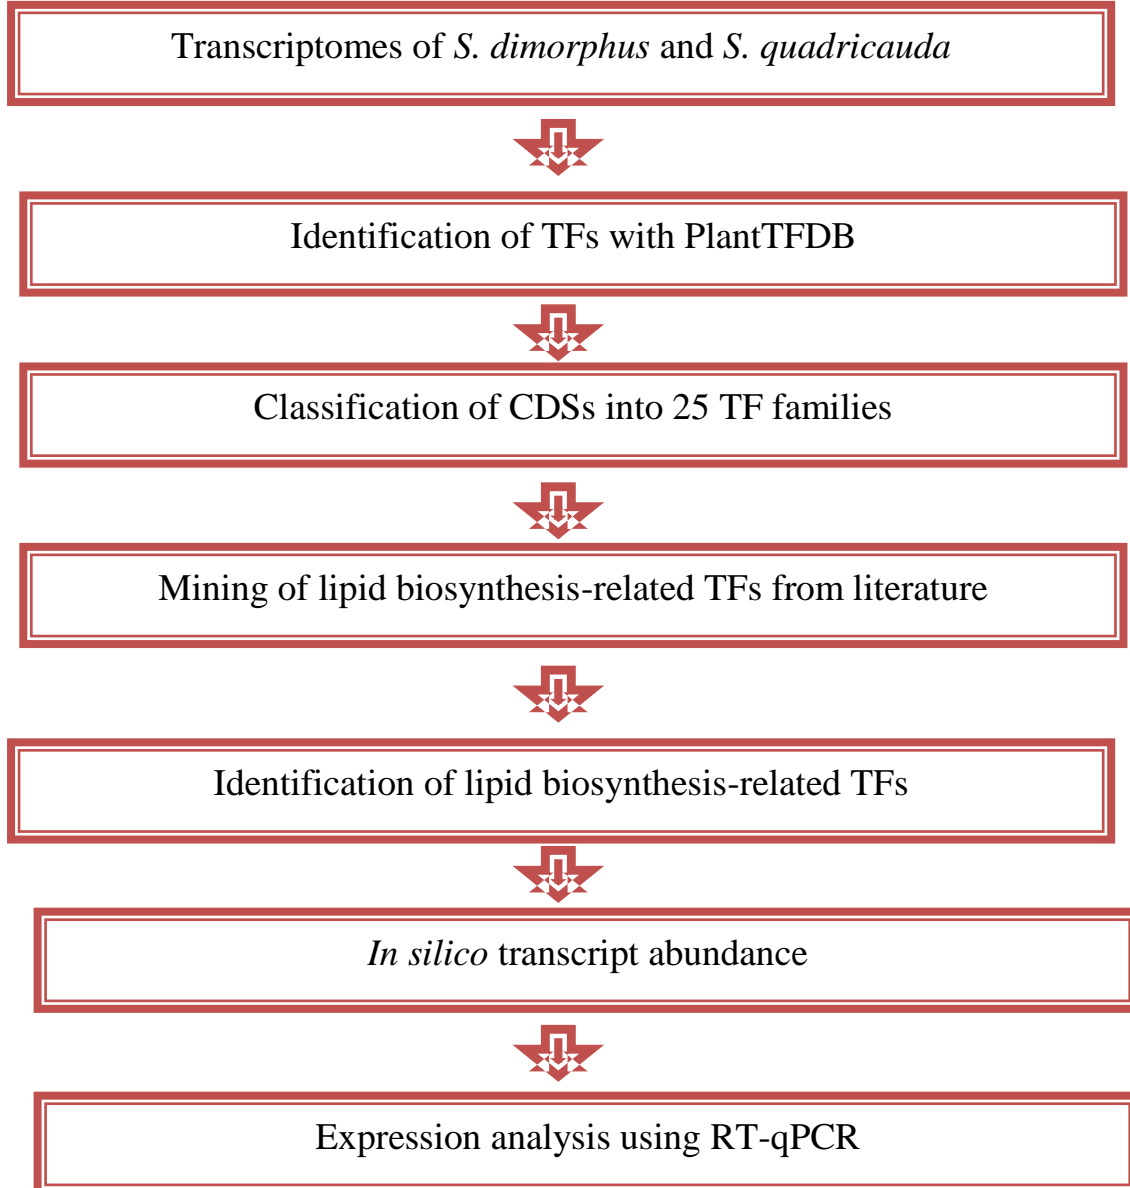 Transcriptomes of S. dimorphus and S. quadricauda
Identification of TFs with PlantTFDB
Classification of CDSs into 25 TF families
Mining of lipid biosynthesis-related TFs from literature
Identification of lipid biosynthesis-related TFs
In silico transcript abundance
Expression analysis using RT-qPCR